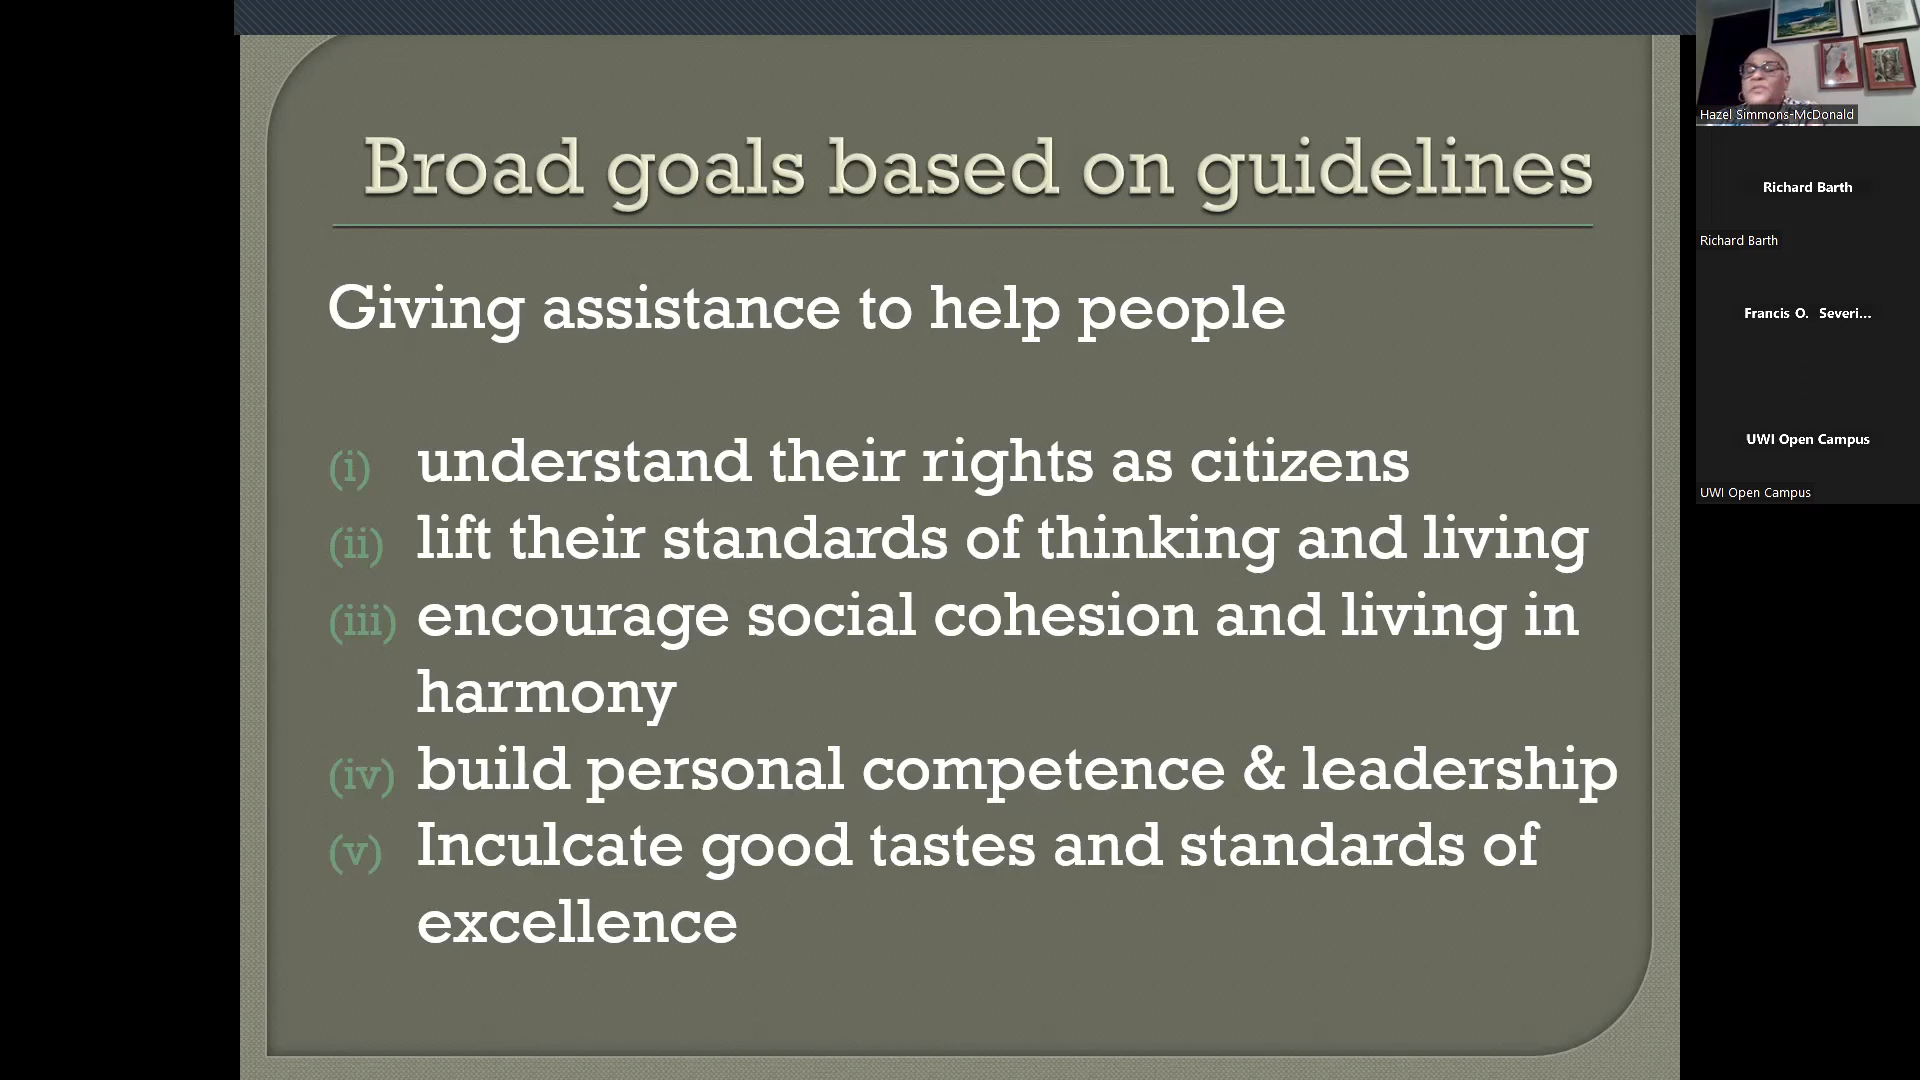 Broad goals based on guidelines
Giving assistance to help people
(i) understand their rights as citizens
(ii) lift their standards of thinking and living
(iii) encourage social cohesion and living in
harmony
(iv) build personal competence & leadership
(v) Inculcate good tastes and standards of
excellence
Hazel Simmons-McDonald
Richard Barth
Richard Barth
Francis O. Severi...
UWI Open Campus
UWI Open Campus